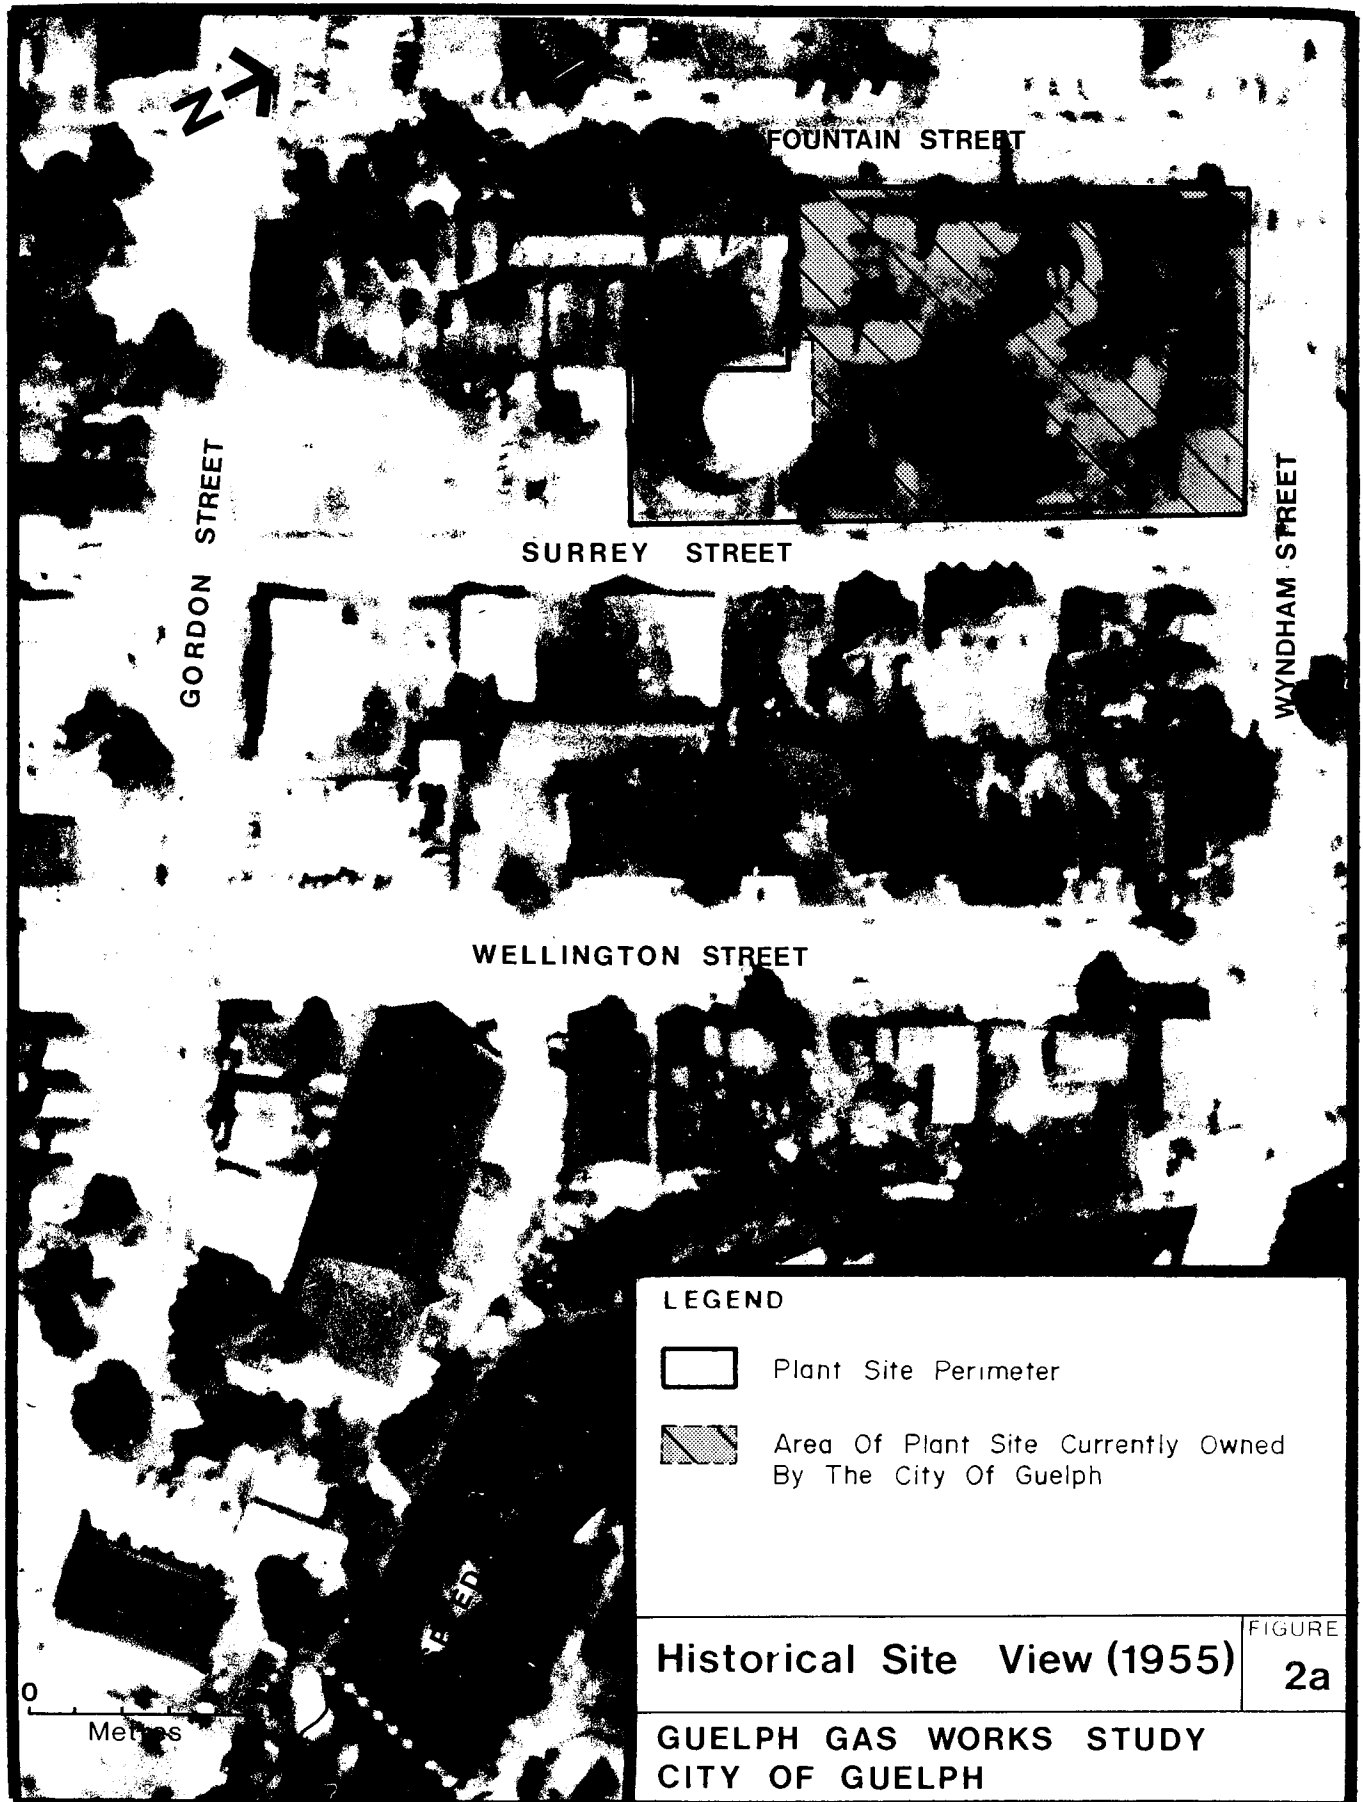 N
FOUNTAIN STREET
GORDON STREET
WYNDHAM STREET
SURREY STREET
WELLINGTON STREET
LEGEND
Plant Site Perimeter
Area Of Plant Site Currently Owned
By The City Of Guelph
0
Metres
Historical Site View (1955)
FIGURE
2a
GUELPH GAS WORKS STUDY
CITY OF GUELPH